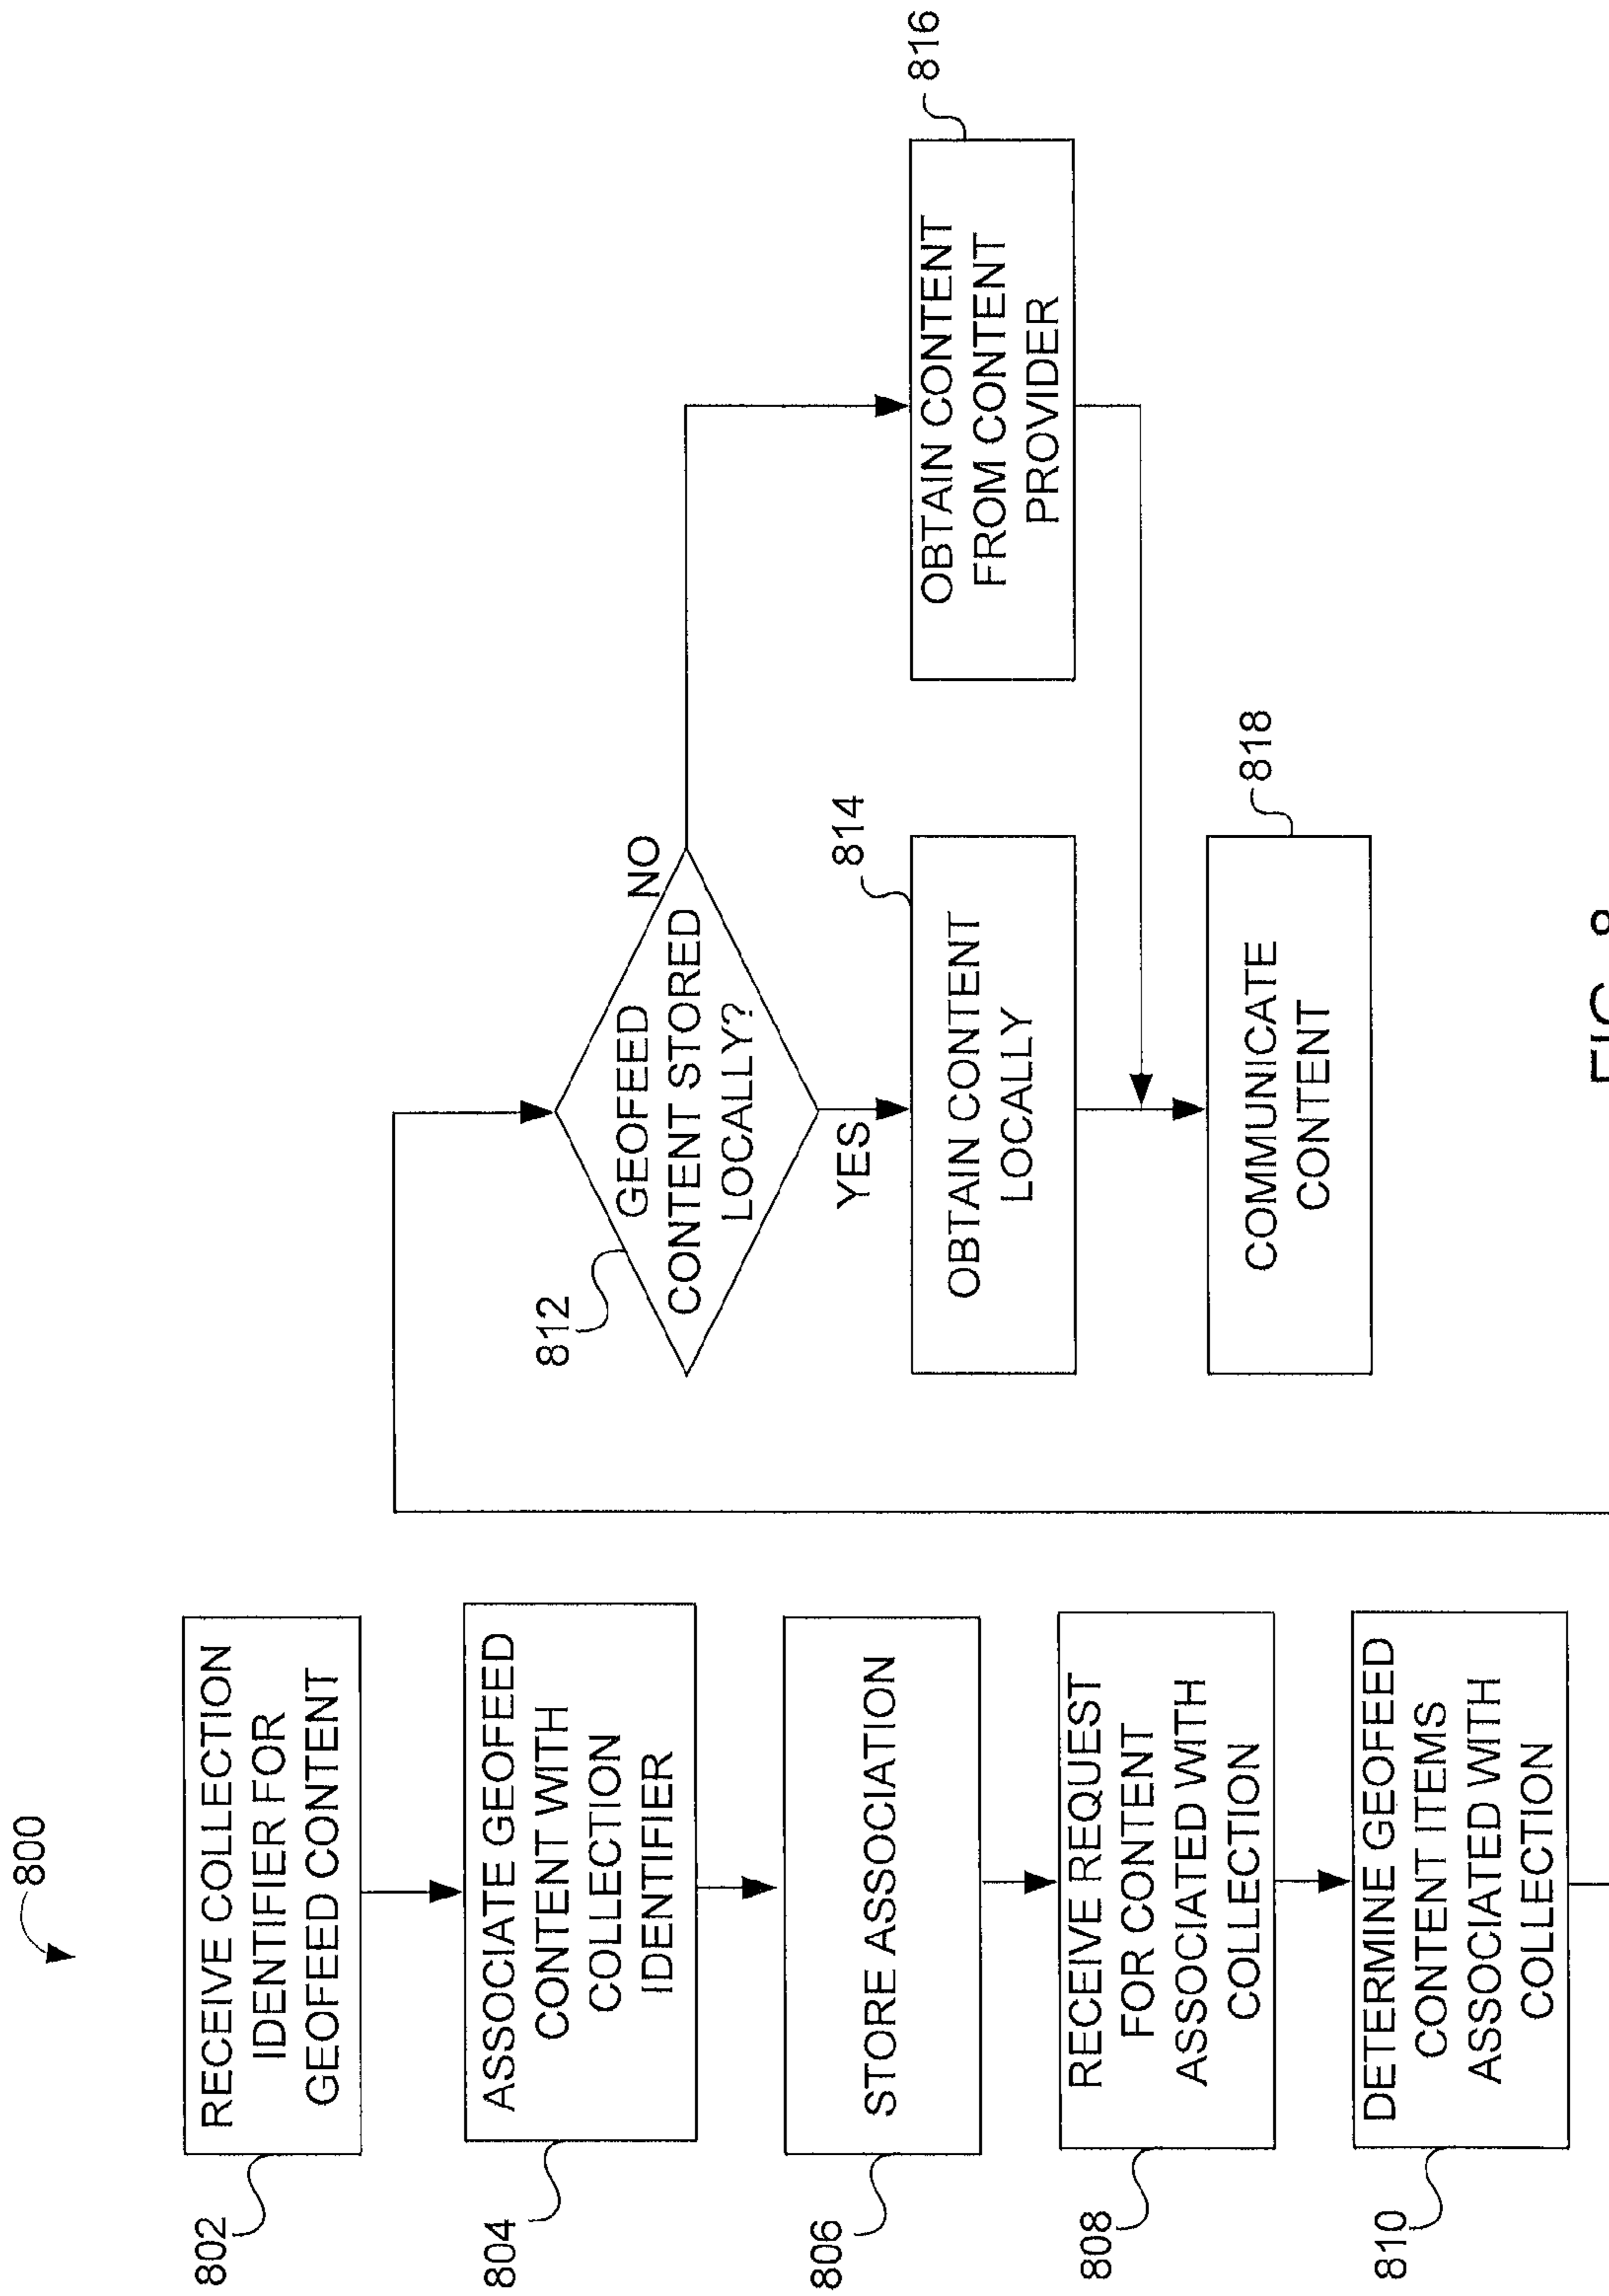 800
802
RECEIVE COLLECTION
IDENTIFIER FOR
GEOFEED CONTENT
804
ASSOCIATE GEOFEED
CONTENT WITH
COLLECTION
IDENTIFIER
806
STORE ASSOCIATION
808
RECEIVE REQUEST
FOR CONTENT
ASSOCIATED WITH
COLLECTION
810
DETERMINE GEOFEED
CONTENT ITEMS
ASSOCIATED WITH
COLLECTION
812
GEOFEED
CONTENT STORED
LOCALLY?
NO
YES
814
OBTAIN CONTENT
LOCALLY
816
OBTAIN CONTENT
FROM CONTENT
PROVIDER
818
COMMUNICATE
CONTENT
FIG. 8